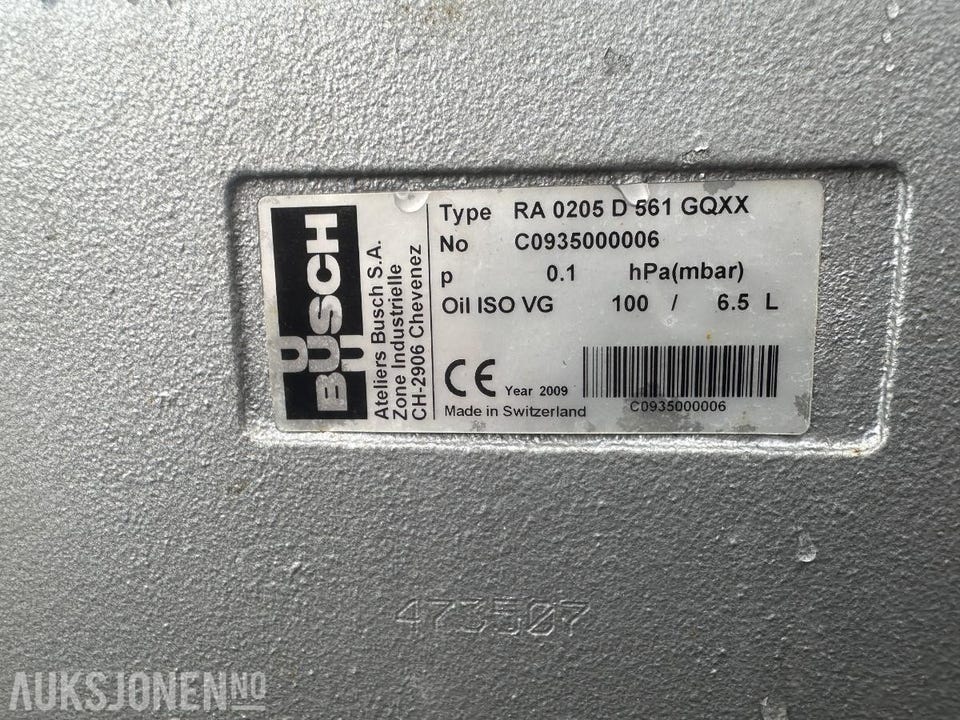 BUSCH
Ateliers Busch S.A.
Zone Industrielle
CH-2906 Chevenez
Type RA 0205 D 561 GQXX
No C0935000006
p 0.1 hPa(mbar)
Oil ISO VG 100 / 6.5 L
CE Year 2009
Made in Switzerland
C0935000006
473507
AUKSJONEN.NO